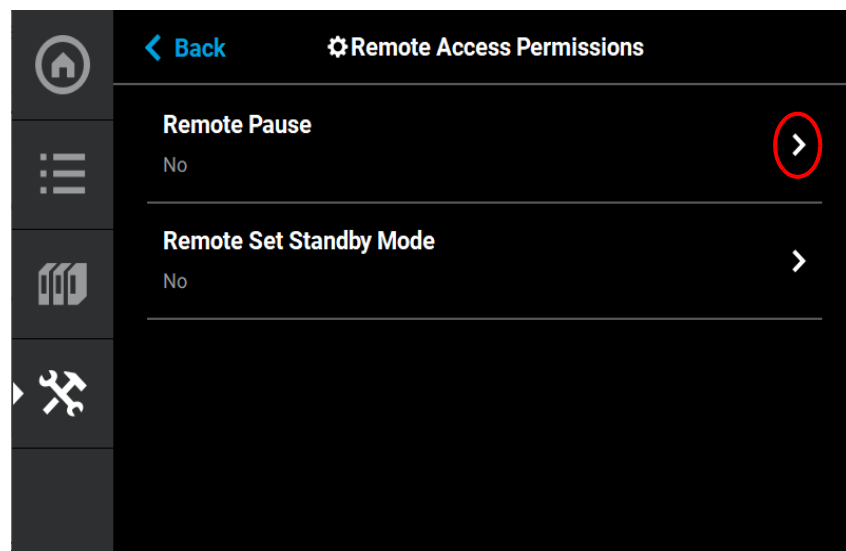 Back
Remote Access Permissions
Remote Pause
No
Remote Set Standby Mode
No